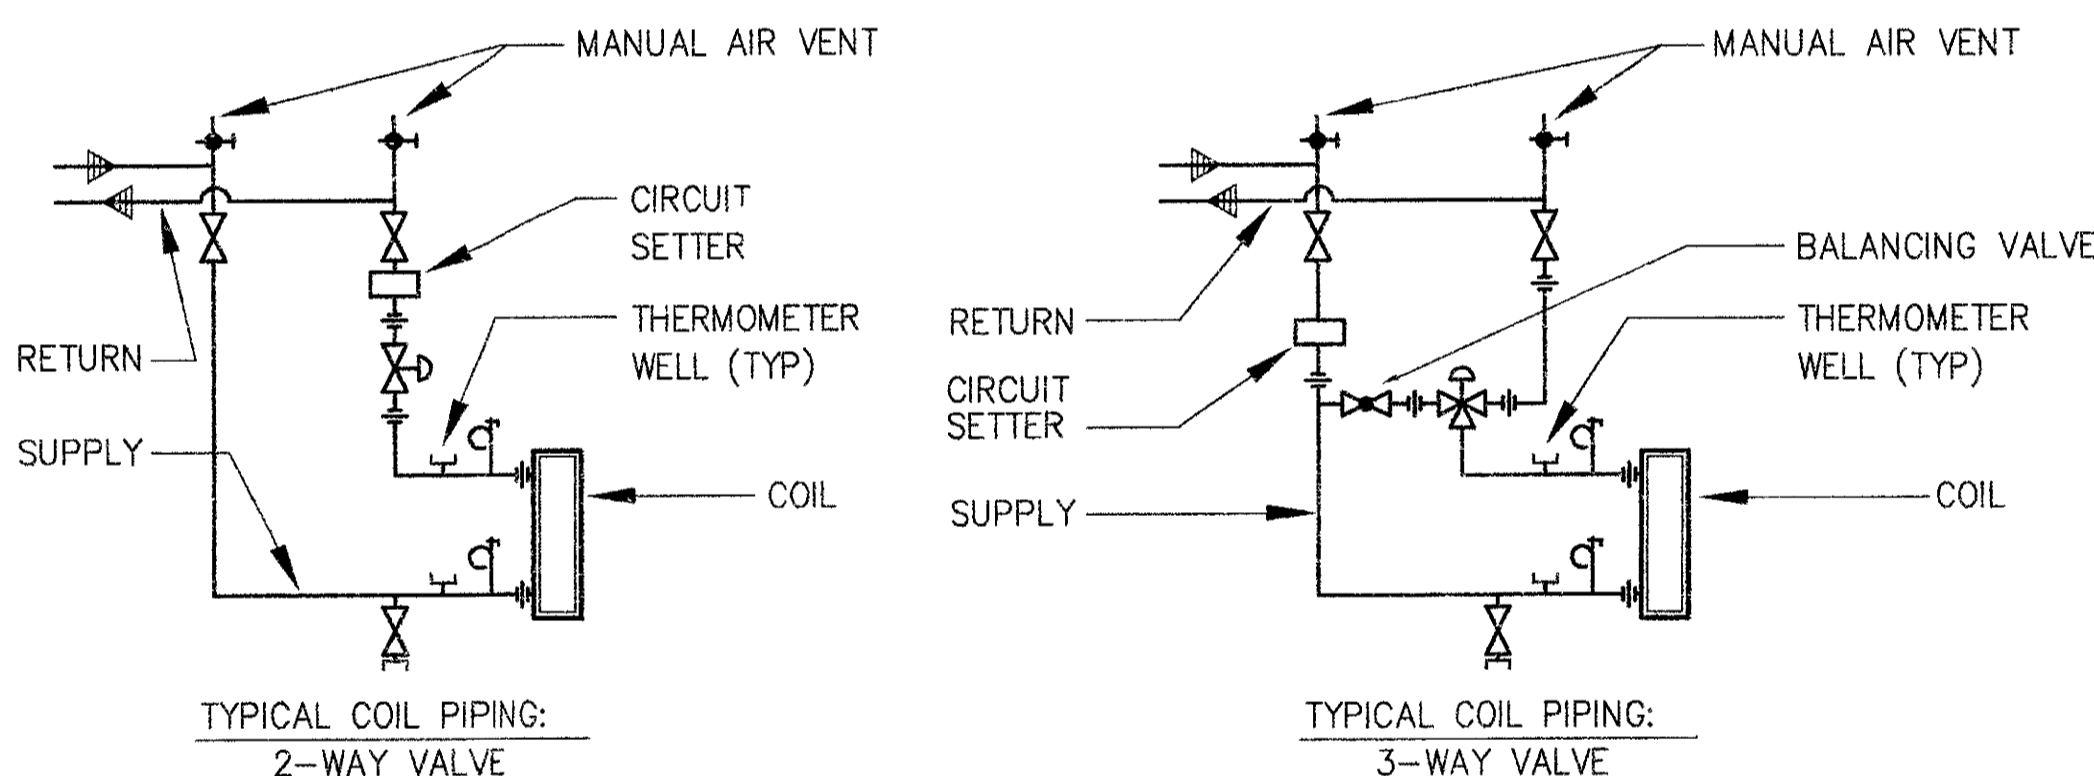 MANUAL AIR VENT
CIRCUIT
SETTER
THERMOMETER
WELL (TYP)
RETURN
SUPPLY
COIL
TYPICAL COIL PIPING:
2-WAY VALVE
MANUAL AIR VENT
BALANCING VALVE
RETURN
THERMOMETER
WELL (TYP)
CIRCUIT
SETTER
SUPPLY
COIL
TYPICAL COIL PIPING:
3-WAY VALVE